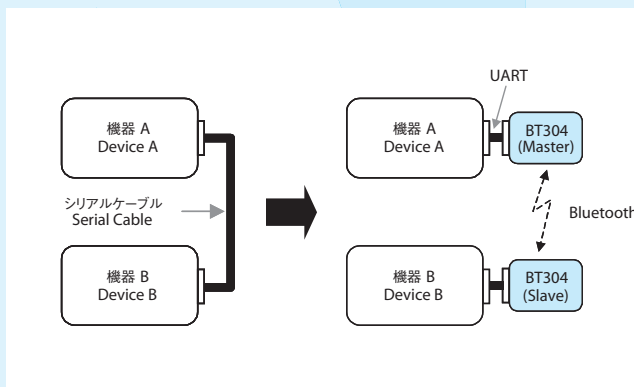 機器 A
Device A
シリアルケーブル
Serial Cable
機器 B
Device B
UART
機器 A
Device A
BT304
(Master)
Bluetooth
機器 B
Device B
BT304
(Slave)